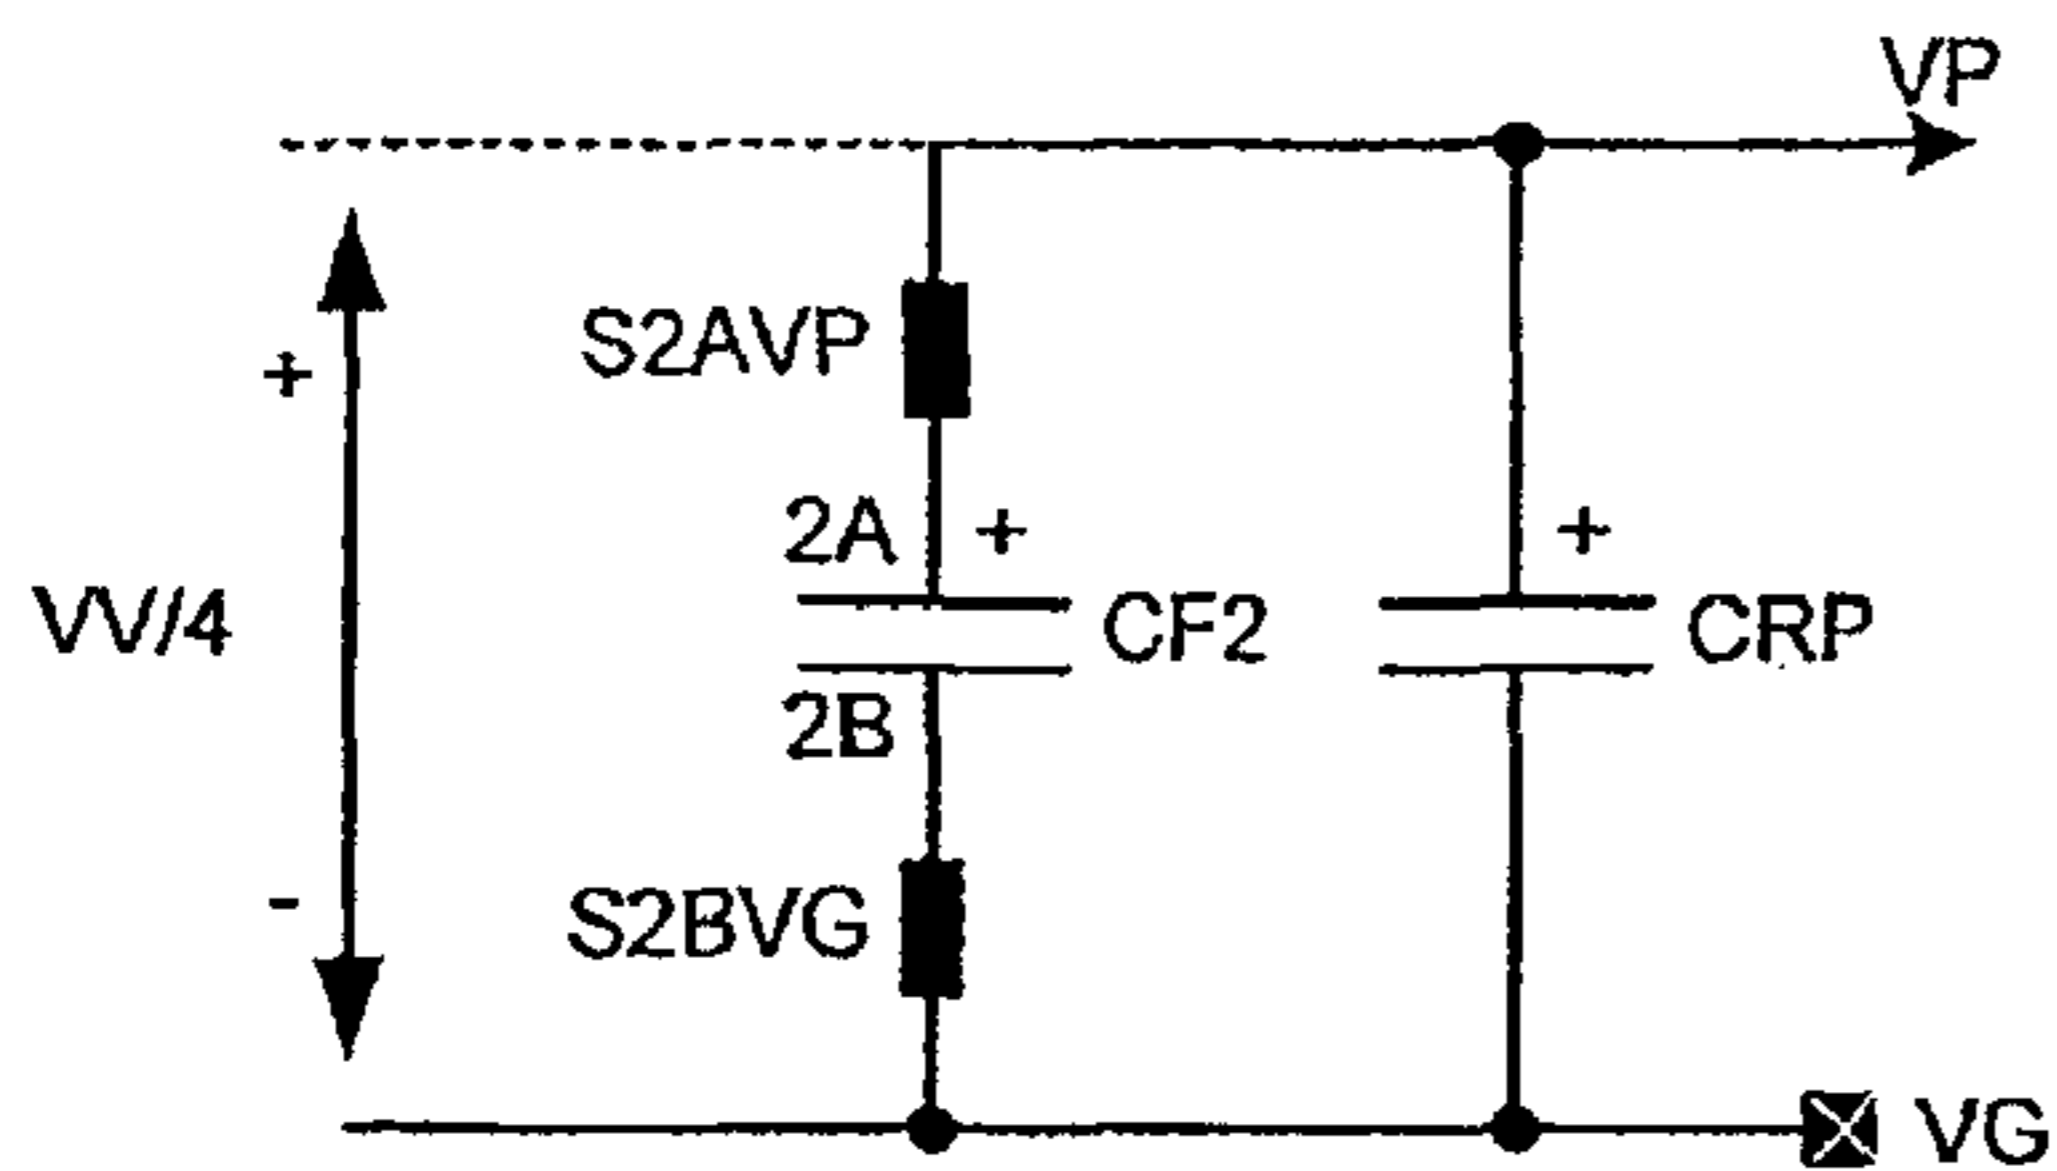 VP
S2AVP
+
2A +
+
VV/4
CF2
CRP
2B
-
S2BVG
VG